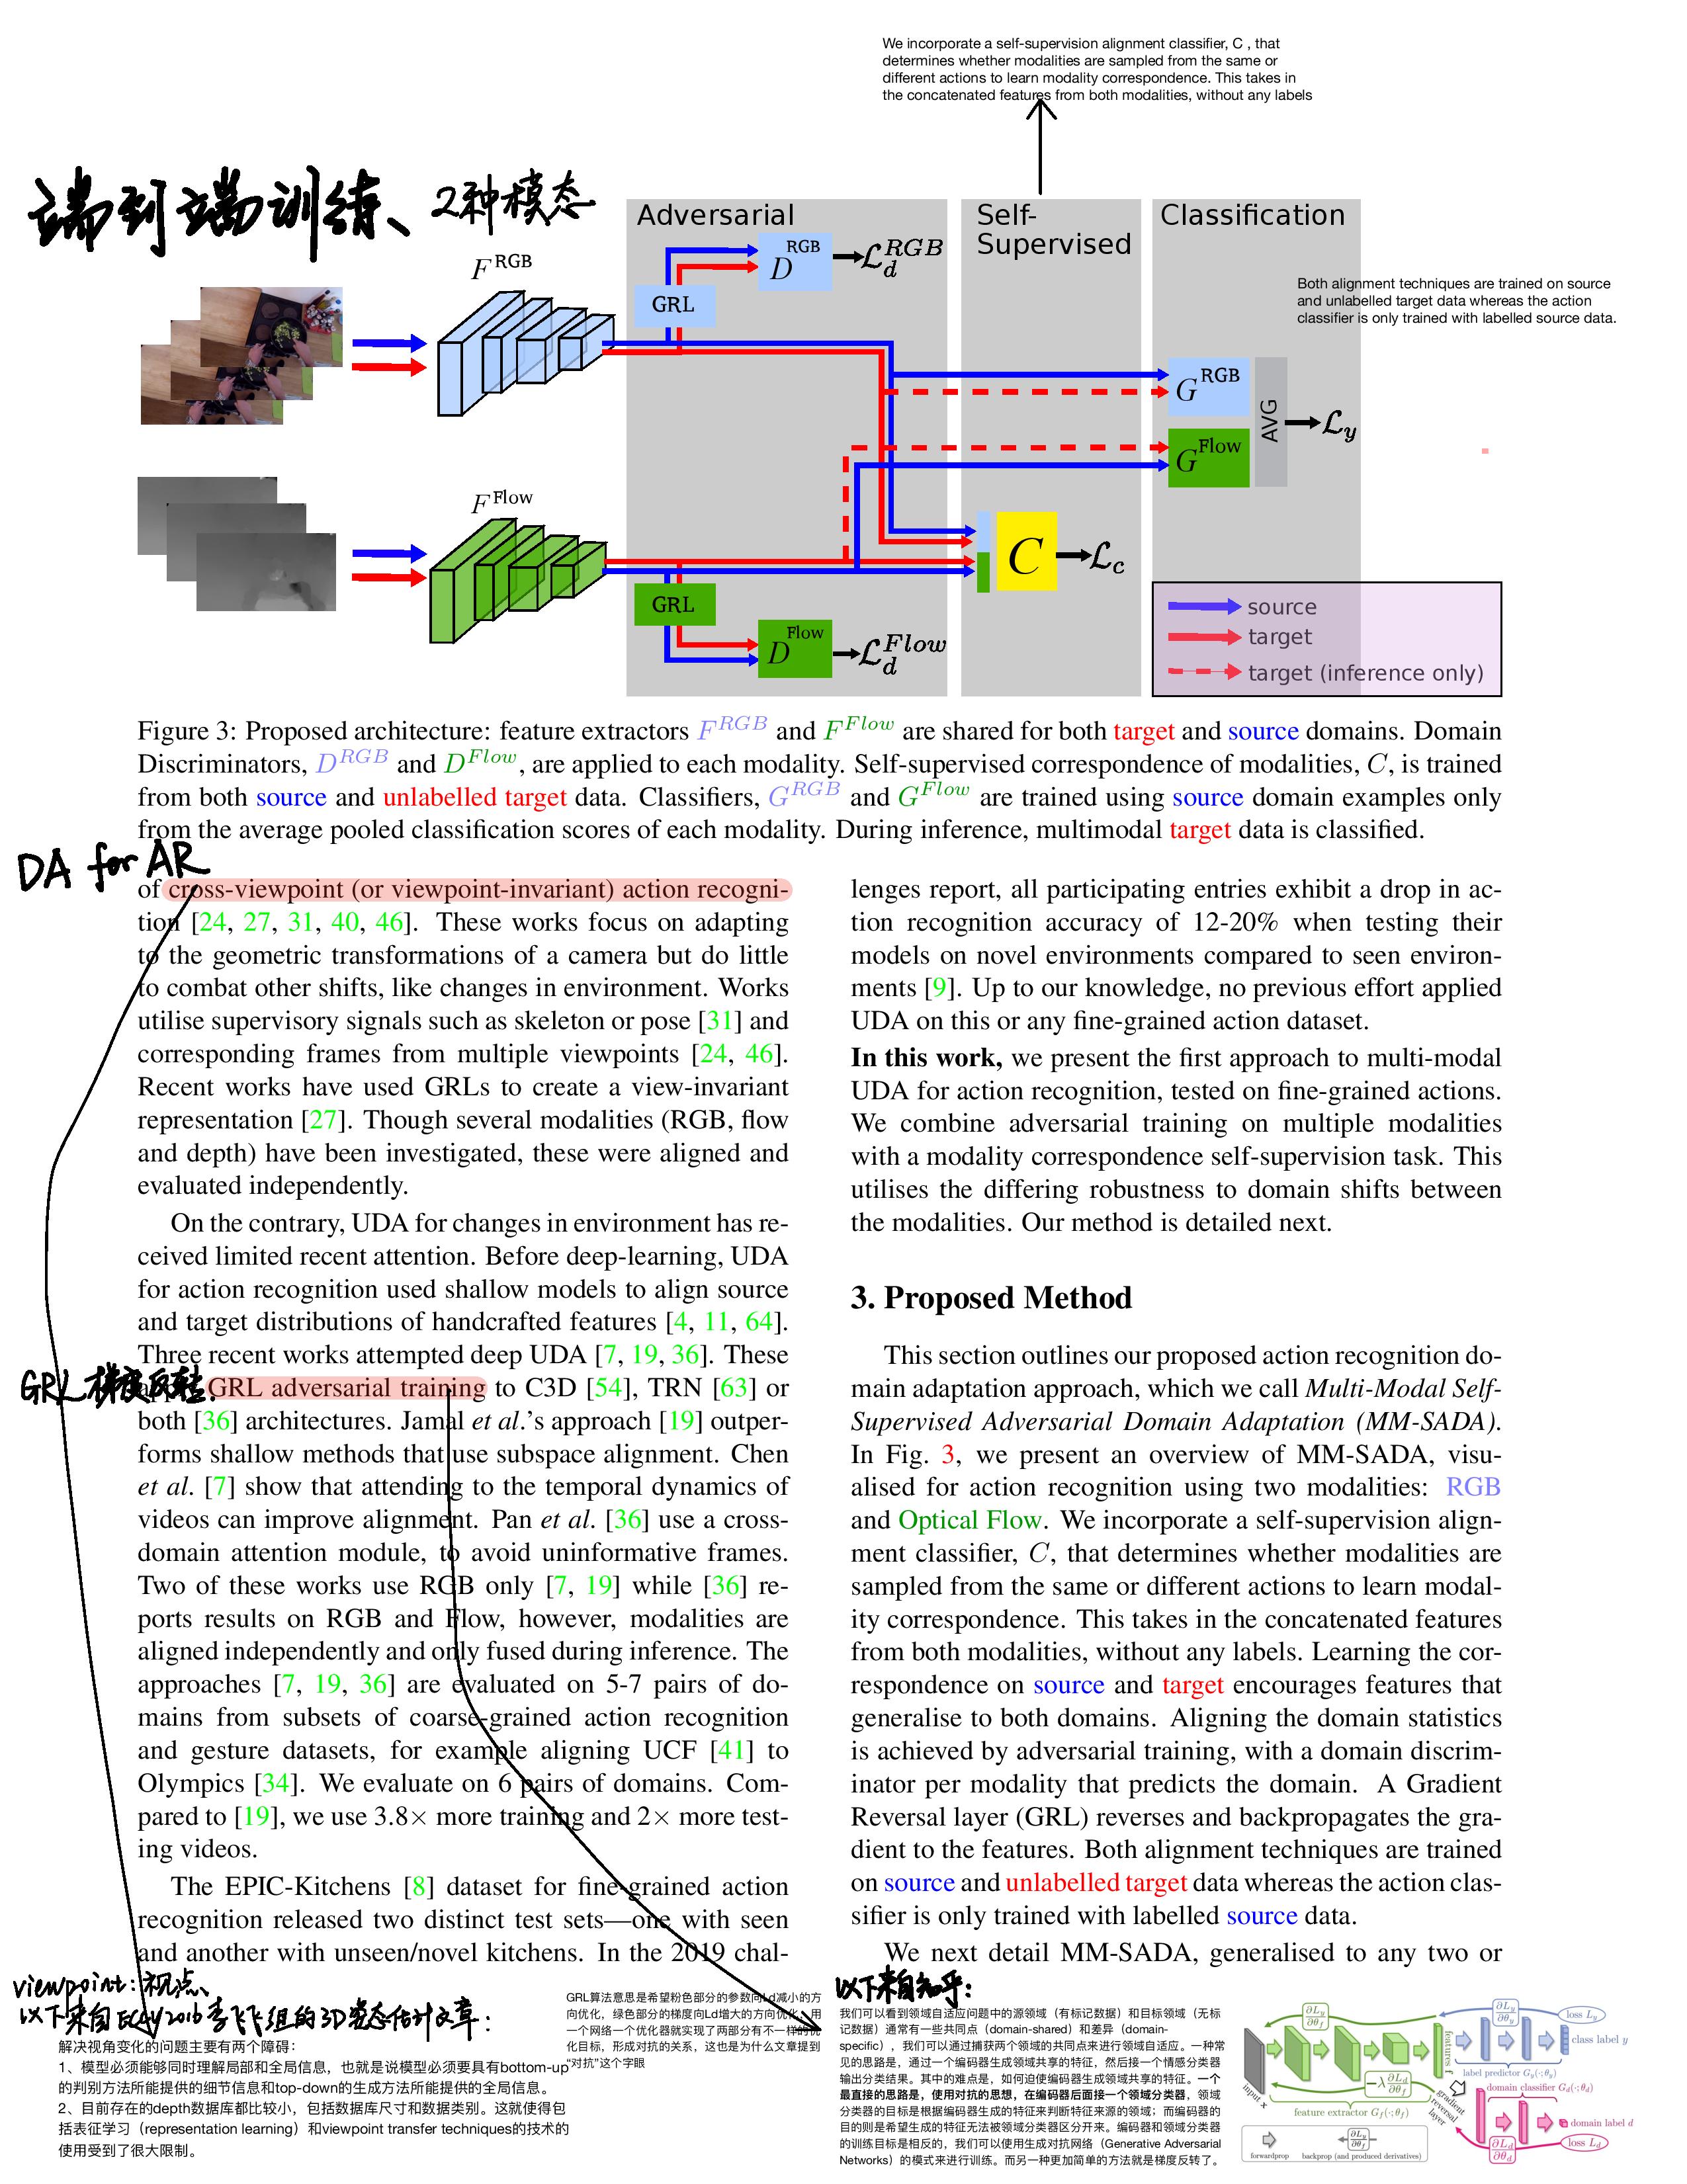 We incorporate a self-supervision alignment classifier, C , that
determines whether modalities are sampled from the same or
different actions to learn modality correspondence. This takes in
the concatenated features from both modalities, without any labels
端到端训练、2种模态
Adversarial
Self-
Supervised
Classification
F^RGB
D^RGB
L_d^RGB
GRL
Both alignment techniques are trained on source
and unlabelled target data whereas the action
classifier is only trained with labelled source data.
G^RGB
AVG
L_y
G^Flow
F^Flow
C
L_c
GRL
D^Flow
L_d^Flow
source
target
target (inference only)
Figure 3: Proposed architecture: feature extractors F^RGB and F^Flow are shared for both target and source domains. Domain
Discriminators, D^RGB and D^Flow, are applied to each modality. Self-supervised correspondence of modalities, C, is trained
from both source and unlabelled target data. Classifiers, G^RGB and G^Flow are trained using source domain examples only
from the average pooled classification scores of each modality. During inference, multimodal target data is classified.
DA for AR
of cross-viewpoint (or viewpoint-invariant) action recogni-
tion [24, 27, 31, 40, 46]. These works focus on adapting
to the geometric transformations of a camera but do little
to combat other shifts, like changes in environment. Works
utilise supervisory signals such as skeleton or pose [31] and
corresponding frames from multiple viewpoints [24, 46].
Recent works have used GRLs to create a view-invariant
representation [27]. Though several modalities (RGB, flow
and depth) have been investigated, these were aligned and
evaluated independently.
On the contrary, UDA for changes in environment has re-
ceived limited recent attention. Before deep-learning, UDA
for action recognition used shallow models to align source
and target distributions of handcrafted features [4, 11, 64].
Three recent works attempted deep UDA [7, 19, 36]. These
GRL梯度反转.
GRL adversarial training to C3D [54], TRN [63] or
both [36] architectures. Jamal et al.'s approach [19] outper-
forms shallow methods that use subspace alignment. Chen
et al. [7] show that attending to the temporal dynamics of
videos can improve alignment. Pan et al. [36] use a cross-
domain attention module, to avoid uninformative frames.
Two of these works use RGB only [7, 19] while [36] re-
ports results on RGB and Flow, however, modalities are
aligned independently and only fused during inference. The
approaches [7, 19, 36] are evaluated on 5-7 pairs of do-
mains from subsets of coarse-grained action recognition
and gesture datasets, for example aligning UCF [41] to
Olympics [34]. We evaluate on 6 pairs of domains. Com-
pared to [19], we use 3.8× more training and 2× more test-
ing videos.
The EPIC-Kitchens [8] dataset for fine-grained action
recognition released two distinct test sets—one with seen
and another with unseen/novel kitchens. In the 2019 chal-
lenges report, all participating entries exhibit a drop in ac-
tion recognition accuracy of 12-20% when testing their
models on novel environments compared to seen environ-
ments [9]. Up to our knowledge, no previous effort applied
UDA on this or any fine-grained action dataset.
In this work, we present the first approach to multi-modal
UDA for action recognition, tested on fine-grained actions.
We combine adversarial training on multiple modalities
with a modality correspondence self-supervision task. This
utilises the differing robustness to domain shifts between
the modalities. Our method is detailed next.
3. Proposed Method
This section outlines our proposed action recognition do-
main adaptation approach, which we call Multi-Modal Self-
Supervised Adversarial Domain Adaptation (MM-SADA).
In Fig. 3, we present an overview of MM-SADA, visu-
alised for action recognition using two modalities: RGB
and Optical Flow. We incorporate a self-supervision align-
ment classifier, C, that determines whether modalities are
sampled from the same or different actions to learn modal-
ity correspondence. This takes in the concatenated features
from both modalities, without any labels. Learning the cor-
respondence on source and target encourages features that
generalise to both domains. Aligning the domain statistics
is achieved by adversarial training, with a domain discrim-
inator per modality that predicts the domain. A Gradient
Reversal layer (GRL) reverses and backpropagates the gra-
dient to the features. Both alignment techniques are trained
on source and unlabelled target data whereas the action clas-
sifier is only trained with labelled source data.
We next detail MM-SADA, generalised to any two or
viewpoint:视点、
以下来自ECCV2016李飞飞组的3D姿态估计文章:
解决视角变化的问题主要有两个障碍：
1、模型必须能够同时理解局部和全局信息，也就是说模型必须要具有bottom-up
的判别方法所能提供的细节信息和top-down的生成方法所能提供的全局信息。
2、目前存在的depth数据库都比较小，包括数据库尺寸和数据类别。这就使得包
括表征学习（representation learning）和viewpoint transfer techniques的技术的
使用受到了很大限制。
GRL算法意思是希望粉色部分的参数向Ld减小的方
向优化，绿色部分的梯度向Ld增大的方向优化，用
一个网络一个优化器就实现了两部分有不一样的优
化目标，形成对抗的关系，这也是为什么文章提到
“对抗”这个字眼
以下来自知乎:
我们可以看到领域自适应问题中的源领域（有标记数据）和目标领域（无标
记数据）通常有一些共同点（domain-shared）和差异（domain-
specific），我们可以通过捕获两个领域的共同点来进行领域自适应。一种常
见的思路是，通过一个编码器生成领域共享的特征，然后接一个情感分类器
输出分类结果。其中的难点是，如何迫使编码器生成领域共享的特征。一个
最直接的思路是，使用对抗的思想，在编码器后面接一个领域分类器，领域
分类器的目标是根据编码器生成的特征来判断特征来源的领域；而编码器的
目的则是希望生成的特征无法被领域分类器区分开来。编码器和领域分类器
的训练目标是相反的，我们可以使用生成对抗网络（Generative Adversarial
Networks）的模式来进行训练。而另一种更加简单的方法就是梯度反转了。
∂L_y/∂θ_f
∂L_y/∂θ_y
loss L_y
features f
class label y
label predictor G_y(·;θ_y)
−λ ∂L_d/∂θ_f
domain classifier G_d(·;θ_d)
input x
gradient reversal layer
feature extractor G_f(·;θ_f)
domain label d
∂L_d/∂θ_d
loss L_d
∂L_y/∂θ_f
forwardprop
backprop (and produced derivatives)